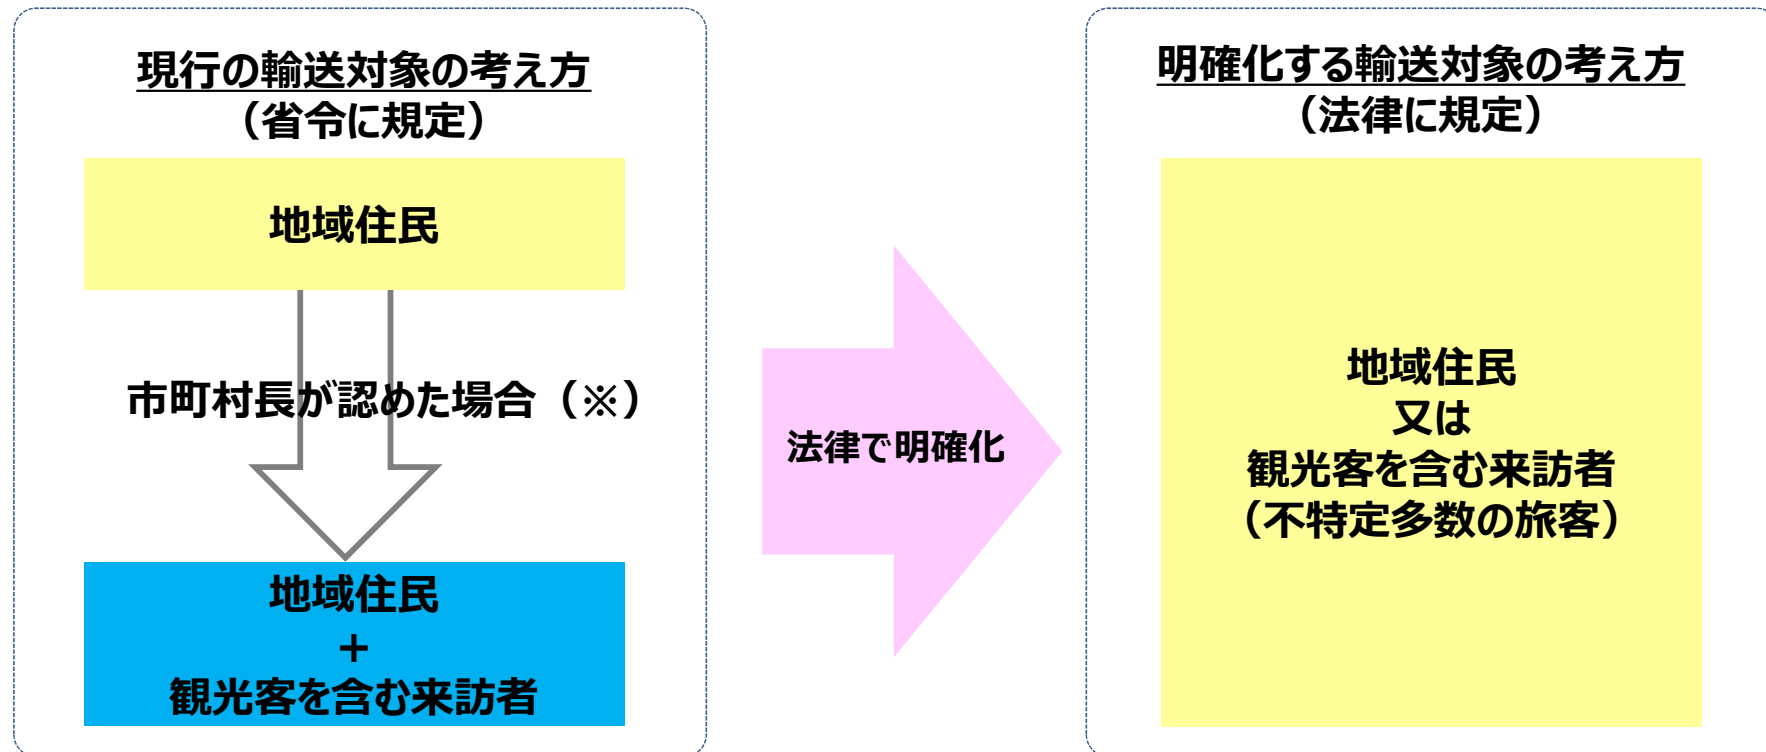 現行の輸送対象の考え方
（省令に規定）
地域住民
市町村長が認めた場合（※）
地域住民
＋
観光客を含む来訪者
法律で明確化
明確化する輸送対象の考え方
（法律に規定）
地域住民
又は
観光客を含む来訪者
（不特定多数の旅客）